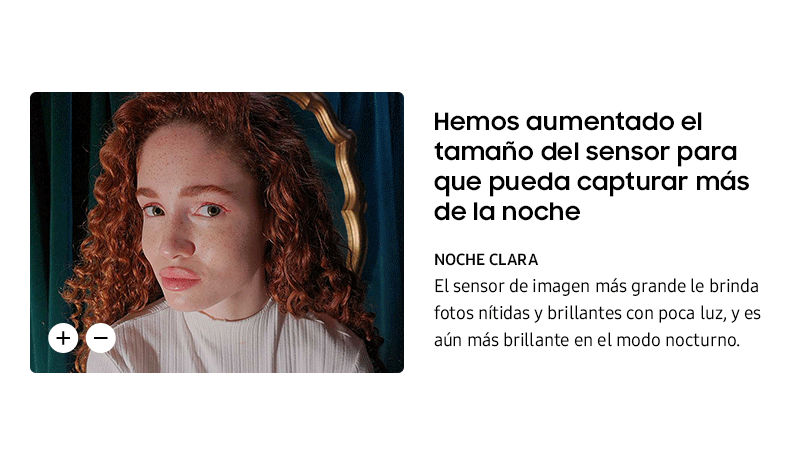 Hemos aumentado el
tamaño del sensor para
que pueda capturar más
de la noche
NOCHE CLARA
El sensor de imagen más grande le brinda
fotos nítidas y brillantes con poca luz, y es
aún más brillante en el modo nocturno.